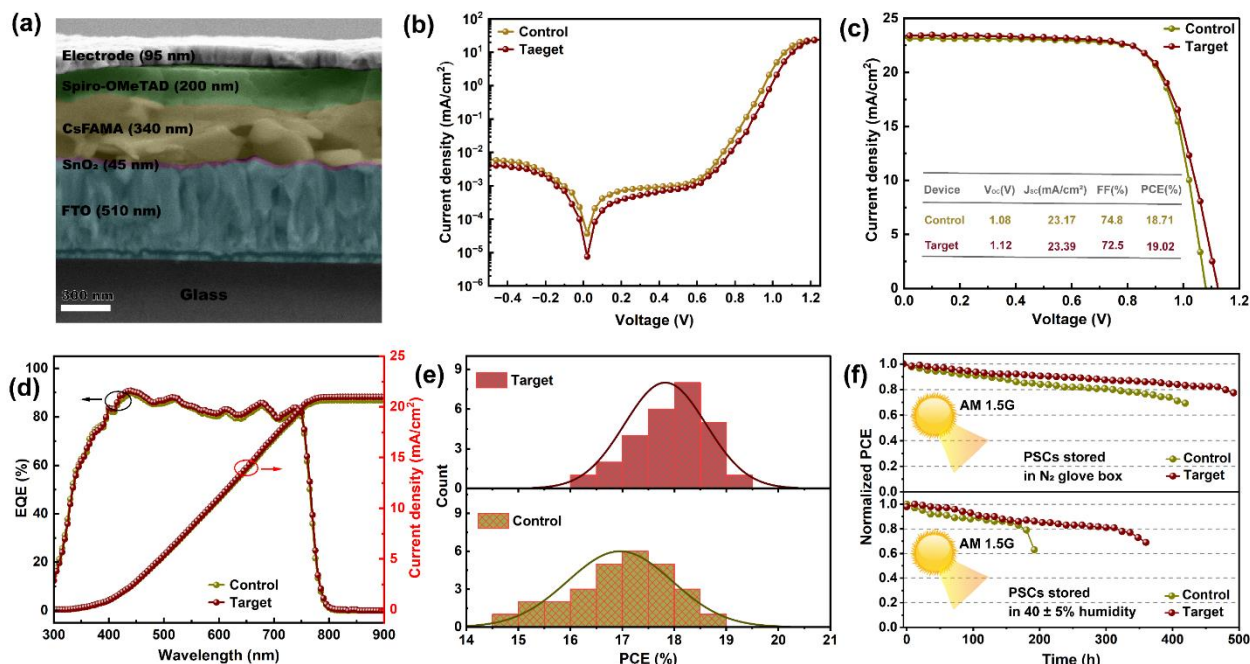 (a)
Electrode (95 nm)
Spiro-OMeTAD (200 nm)
CsFAMA (340 nm)
SnO₂ (45 nm)
FTO (510 nm)
300 nm
Glass
(b)
Control
Taeget
Current density (mA/cm²)
10²
10¹
10⁰
10⁻¹
10⁻²
10⁻³
10⁻⁴
10⁻⁵
10⁻⁶
−0.4 −0.2 0.0 0.2 0.4 0.6 0.8 1.0 1.2
Voltage (V)
(c)
Control
Target
Current density (mA/cm²)
25
20
15
10
5
0
Device V_OC(V) J_SC(mA/cm²) FF(%) PCE(%)
Control 1.08 23.17 74.8 18.71
Target 1.12 23.39 72.5 19.02
0.0 0.2 0.4 0.6 0.8 1.0 1.2
Voltage (V)
(d)
EQE (%)
100
80
60
40
20
0
Current density (mA/cm²)
25
20
15
10
5
0
Control
Target
300 400 500 600 700 800 900
Wavelength (nm)
(e)
Target
Control
Count
9
6
3
0
9
6
3
0
14 15 16 17 18 19 20 21
PCE (%)
(f)
Normalized PCE
1.0
0.8
0.6
0.4
0.2
0.0
AM 1.5G
PSCs stored
in N₂ glove box
Control
Target
1.0
0.8
0.6
0.4
0.2
0.0
AM 1.5G
PSCs stored
in 40 ± 5% humidity
Control
Target
0 100 200 300 400 500
Time (h)